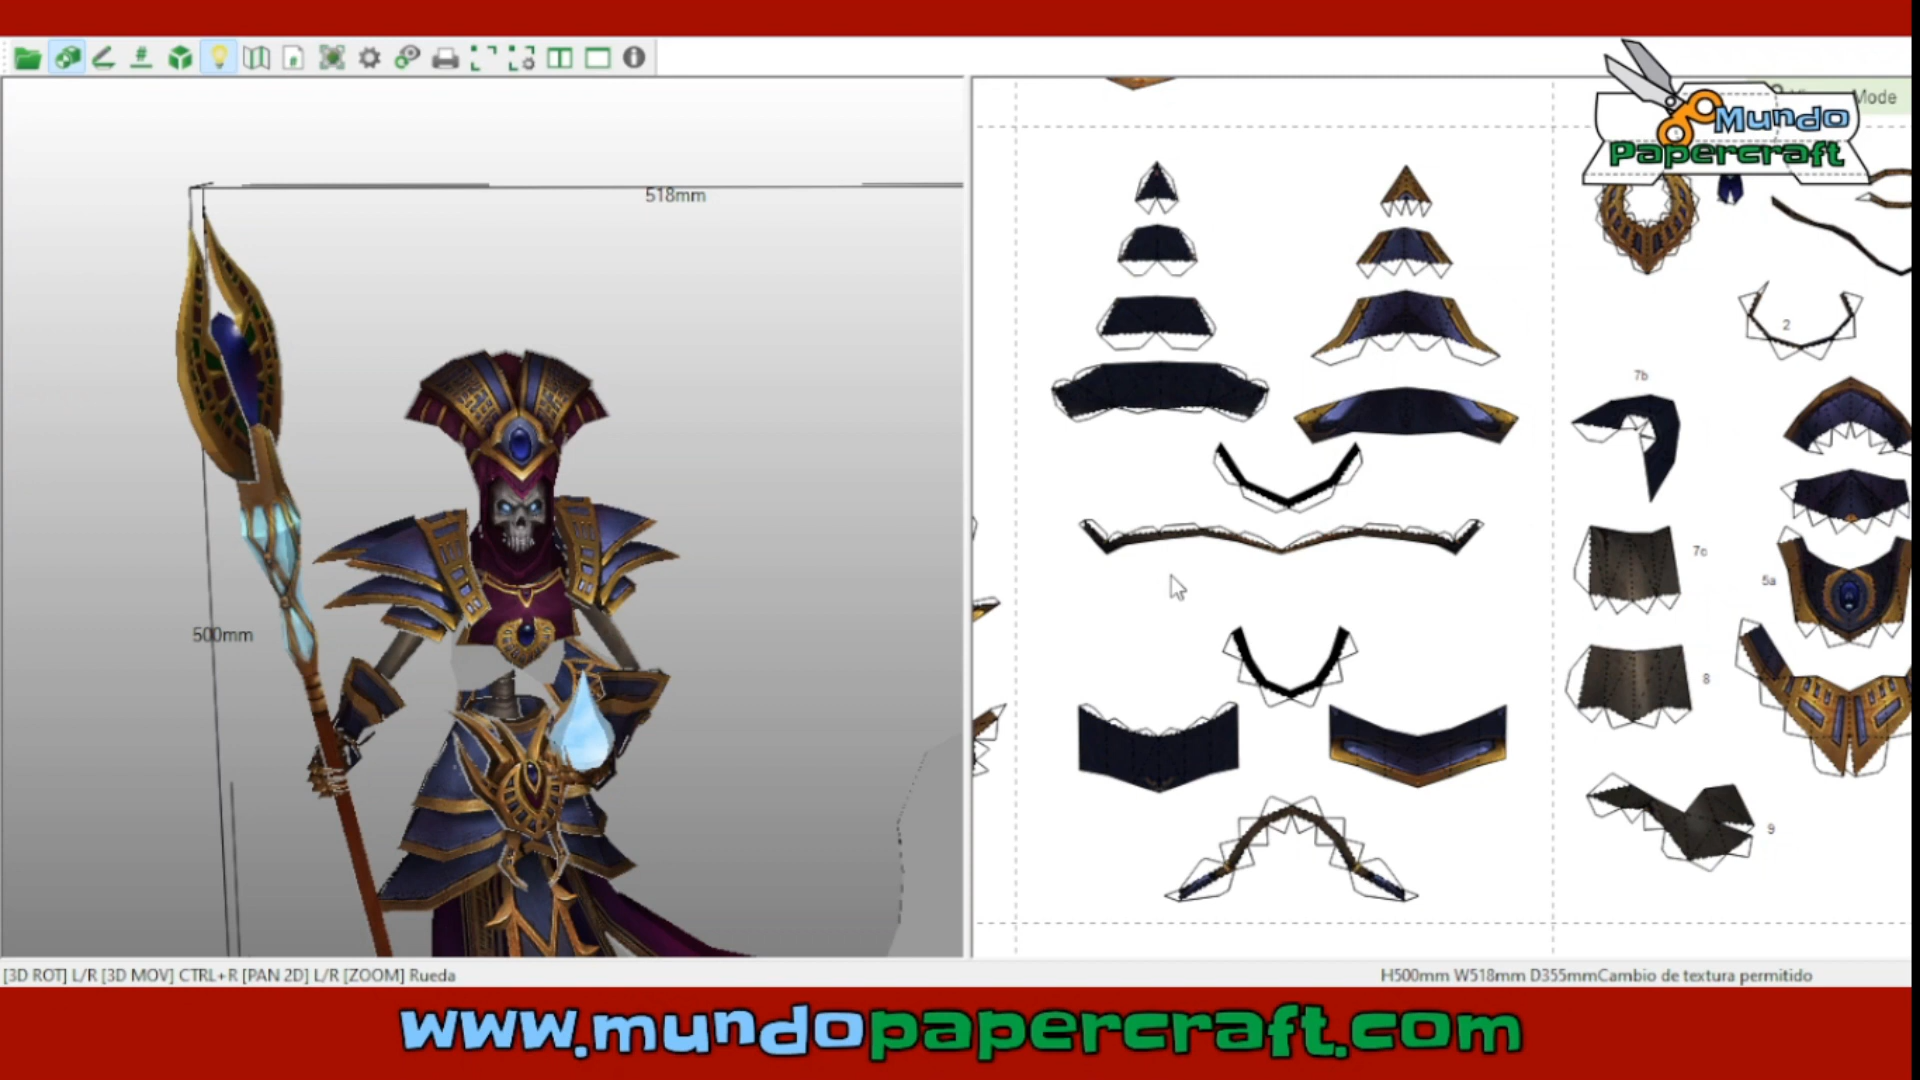 Mode
Mundo
Papercraft
518mm
500mm
2
7b
7c
5a
8
9
[3D ROT] L/R [3D MOV] CTRL+R [PAN 2D] L/R [ZOOM] Rueda
H500mm W518mm D355mmCambio de textura permitido
www.mundopapercraft.com